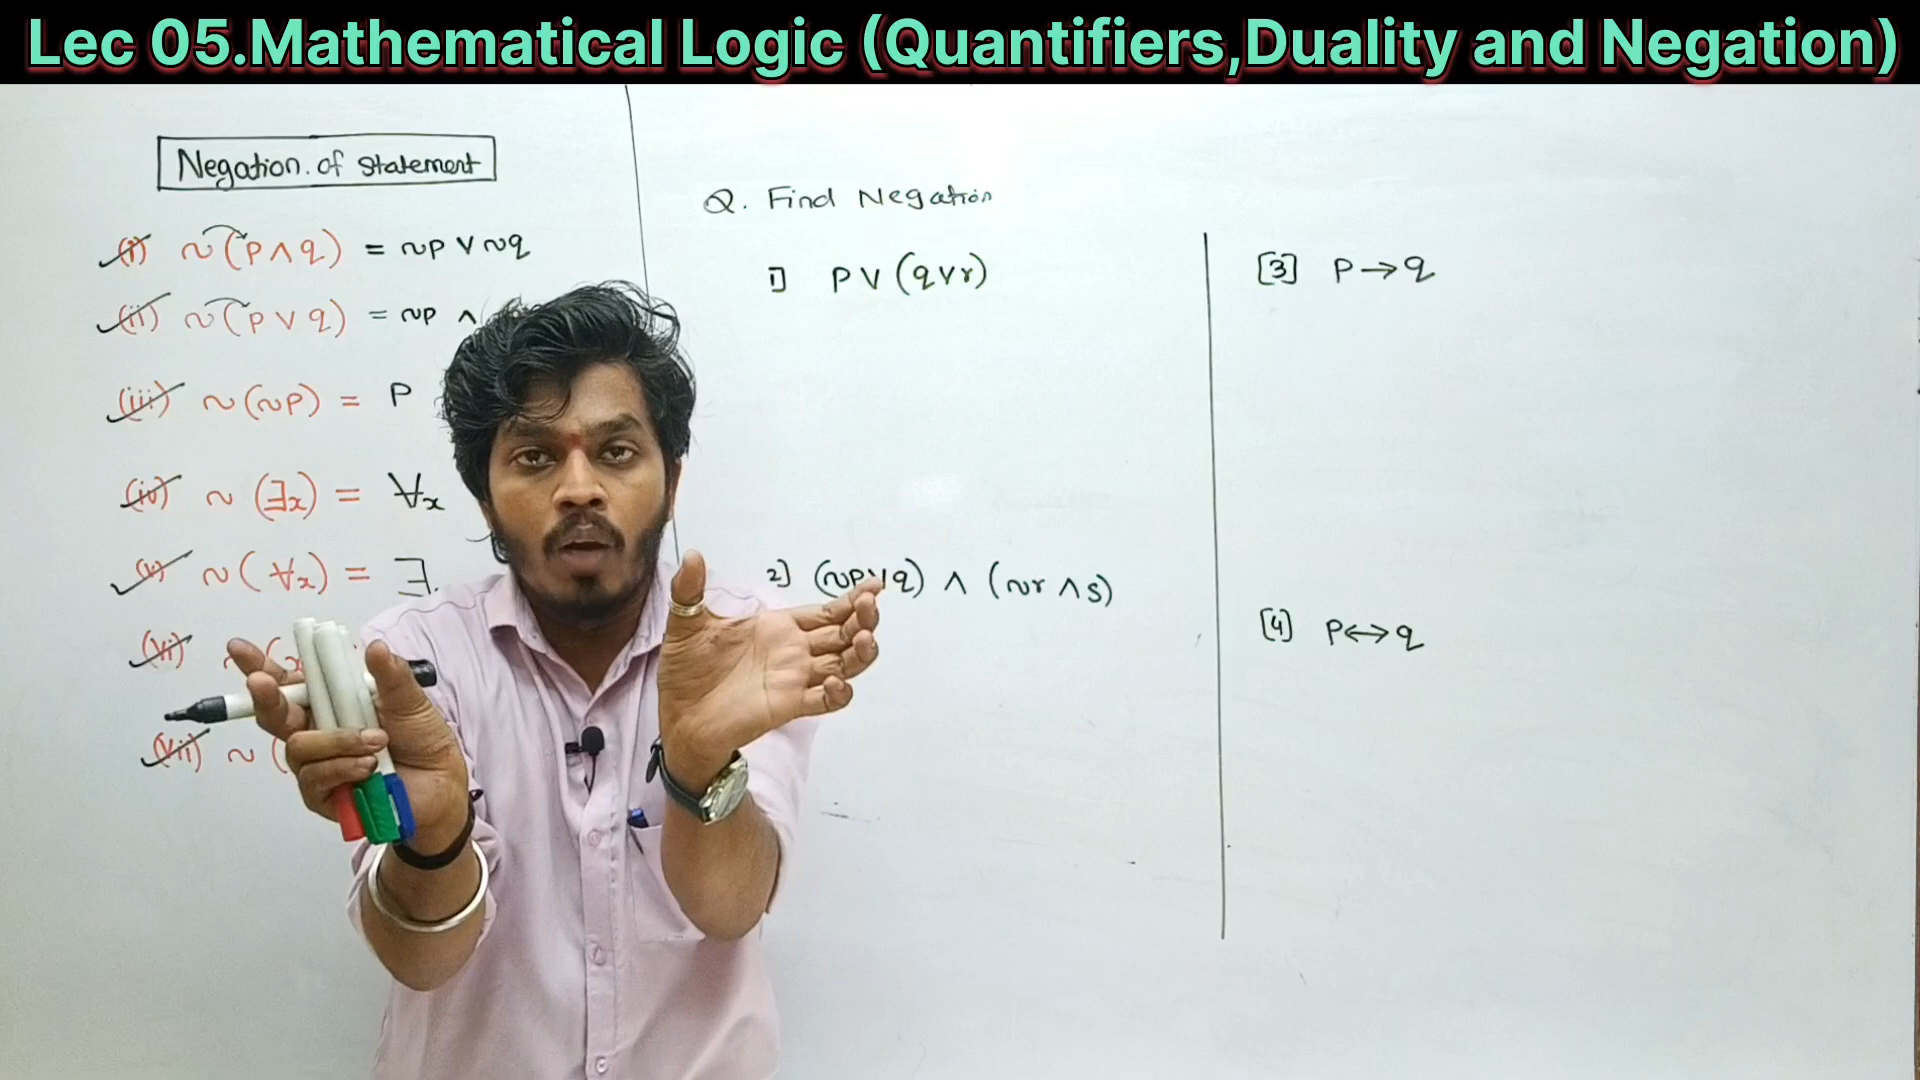 Lec 05.Mathematical Logic (Quantifiers,Duality and Negation)
Negation. of Statement
(i) ~(p∧q) = ~p∨~q
(ii) ~(p∨q) = ~p ∧
(iii) ~(~p) = p
(iv) ~(∃x) = ∀x
(v) ~(∀x) = ∃
(vi) ~(x
(vii) ~(
Q. Find Negation
1] p∨(q∨r)
2] (~p∨q) ∧ (~r∧s)
[3] p→q
[4] p↔q